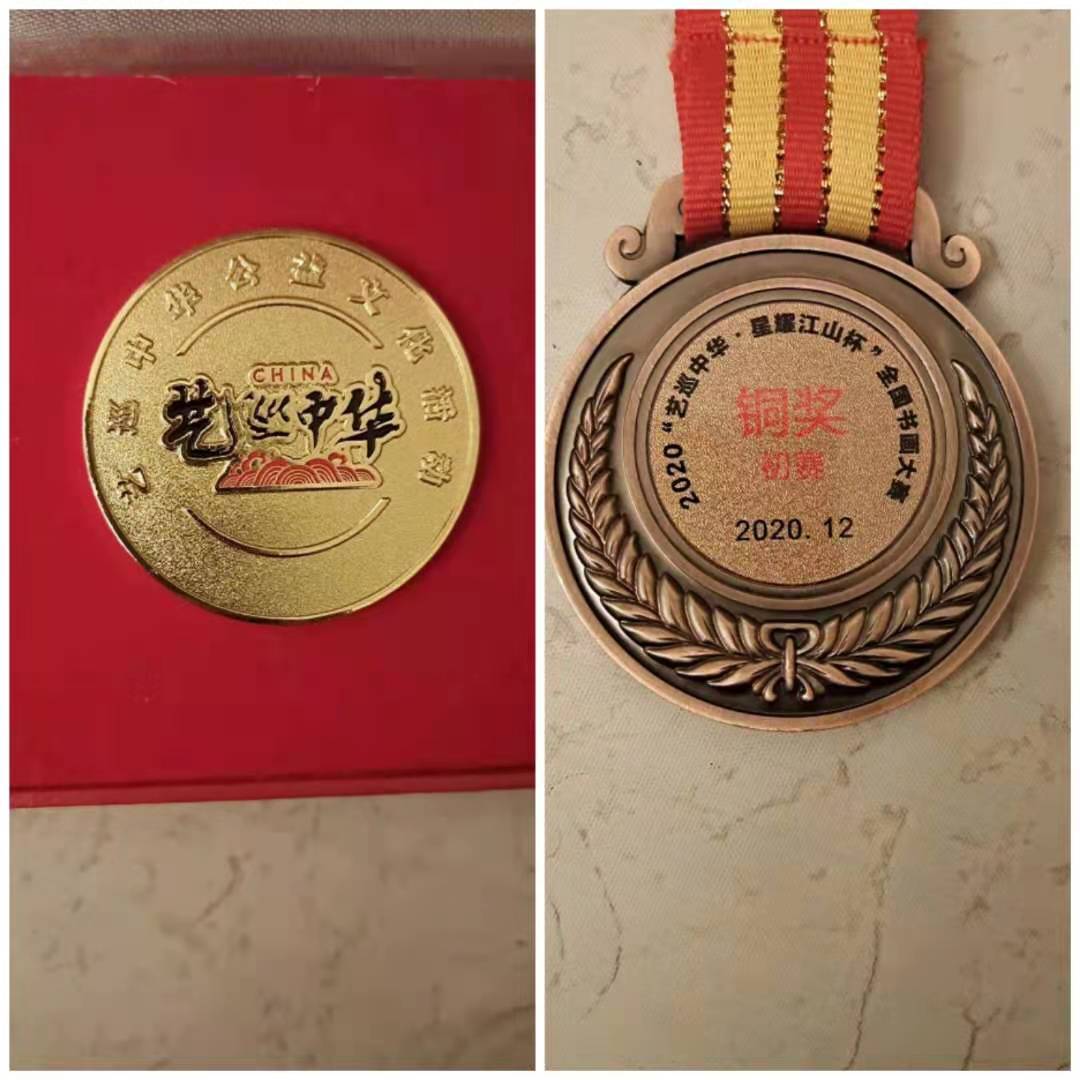 艺巡中华公益文化活动
CHINA
艺巡中华
2020“艺巡中华·星耀江山杯”全国书画大赛
铜奖
初赛
2020.12